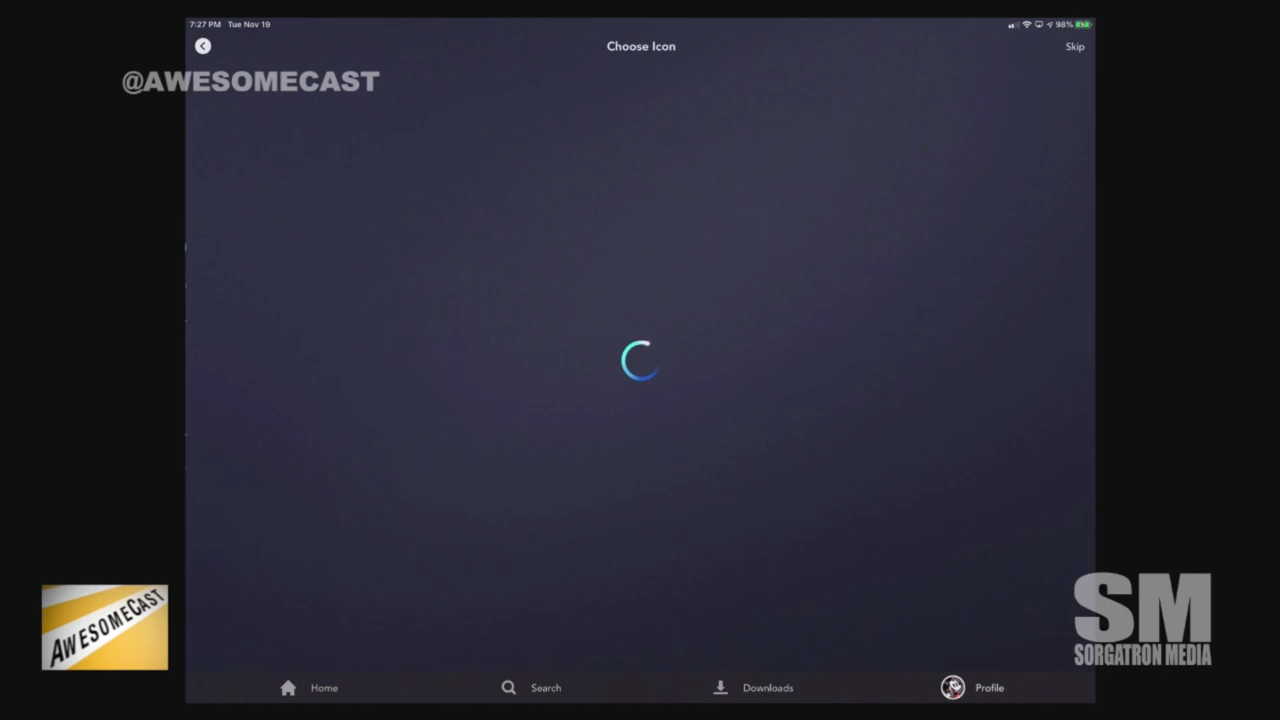 7:27 PM Tue Nov 19
98%
Choose Icon
Skip
@AWESOMECAST
AWESOMECAST
SM
SORGATRON MEDIA
Home
Search
Downloads
Profile